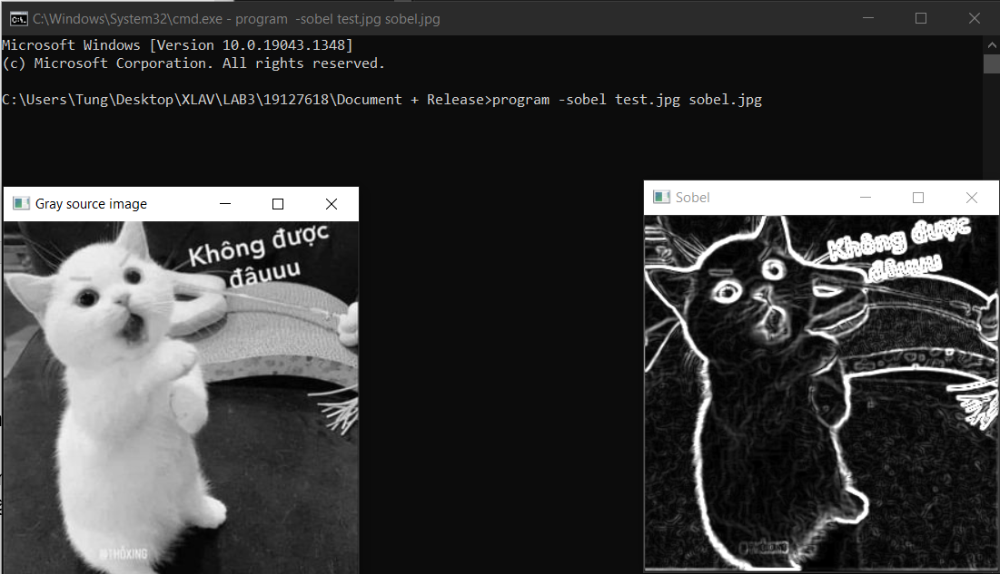 C:\Windows\System32\cmd.exe - program  -sobel test.jpg sobel.jpg
Microsoft Windows [Version 10.0.19043.1348]
(c) Microsoft Corporation. All rights reserved.
C:\Users\Tung\Desktop\XLAV\LAB3\19127618\Document + Release>program -sobel test.jpg sobel.jpg
Gray source image
Không được
đâuuu
Sobel
Không được
đâuuu